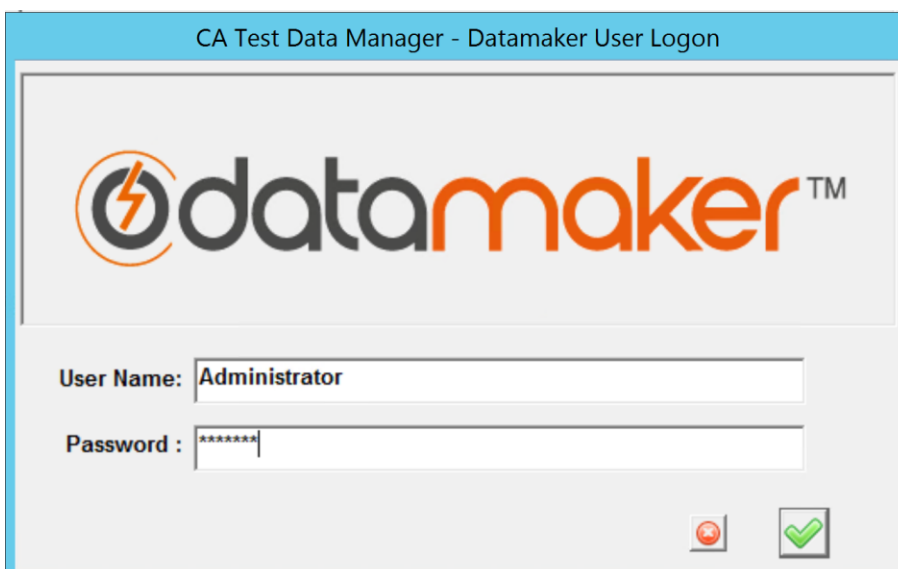 CA Test Data Manager - Datamaker User Logon
datamaker™
User Name: Administrator
Password : *******